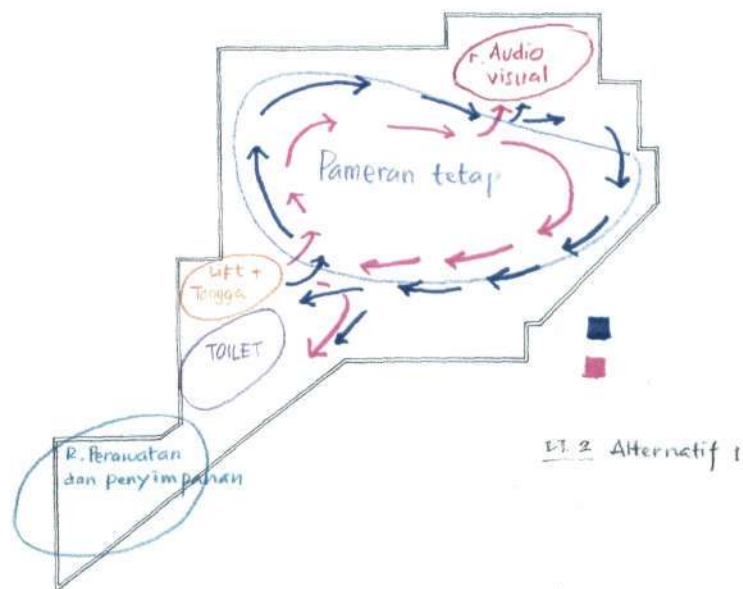 r. Audio
visual
Pameran tetap
Lift +
Tangga
TOILET
R. Perawatan
dan penyimpanan
LT. 2 Alternatif 1